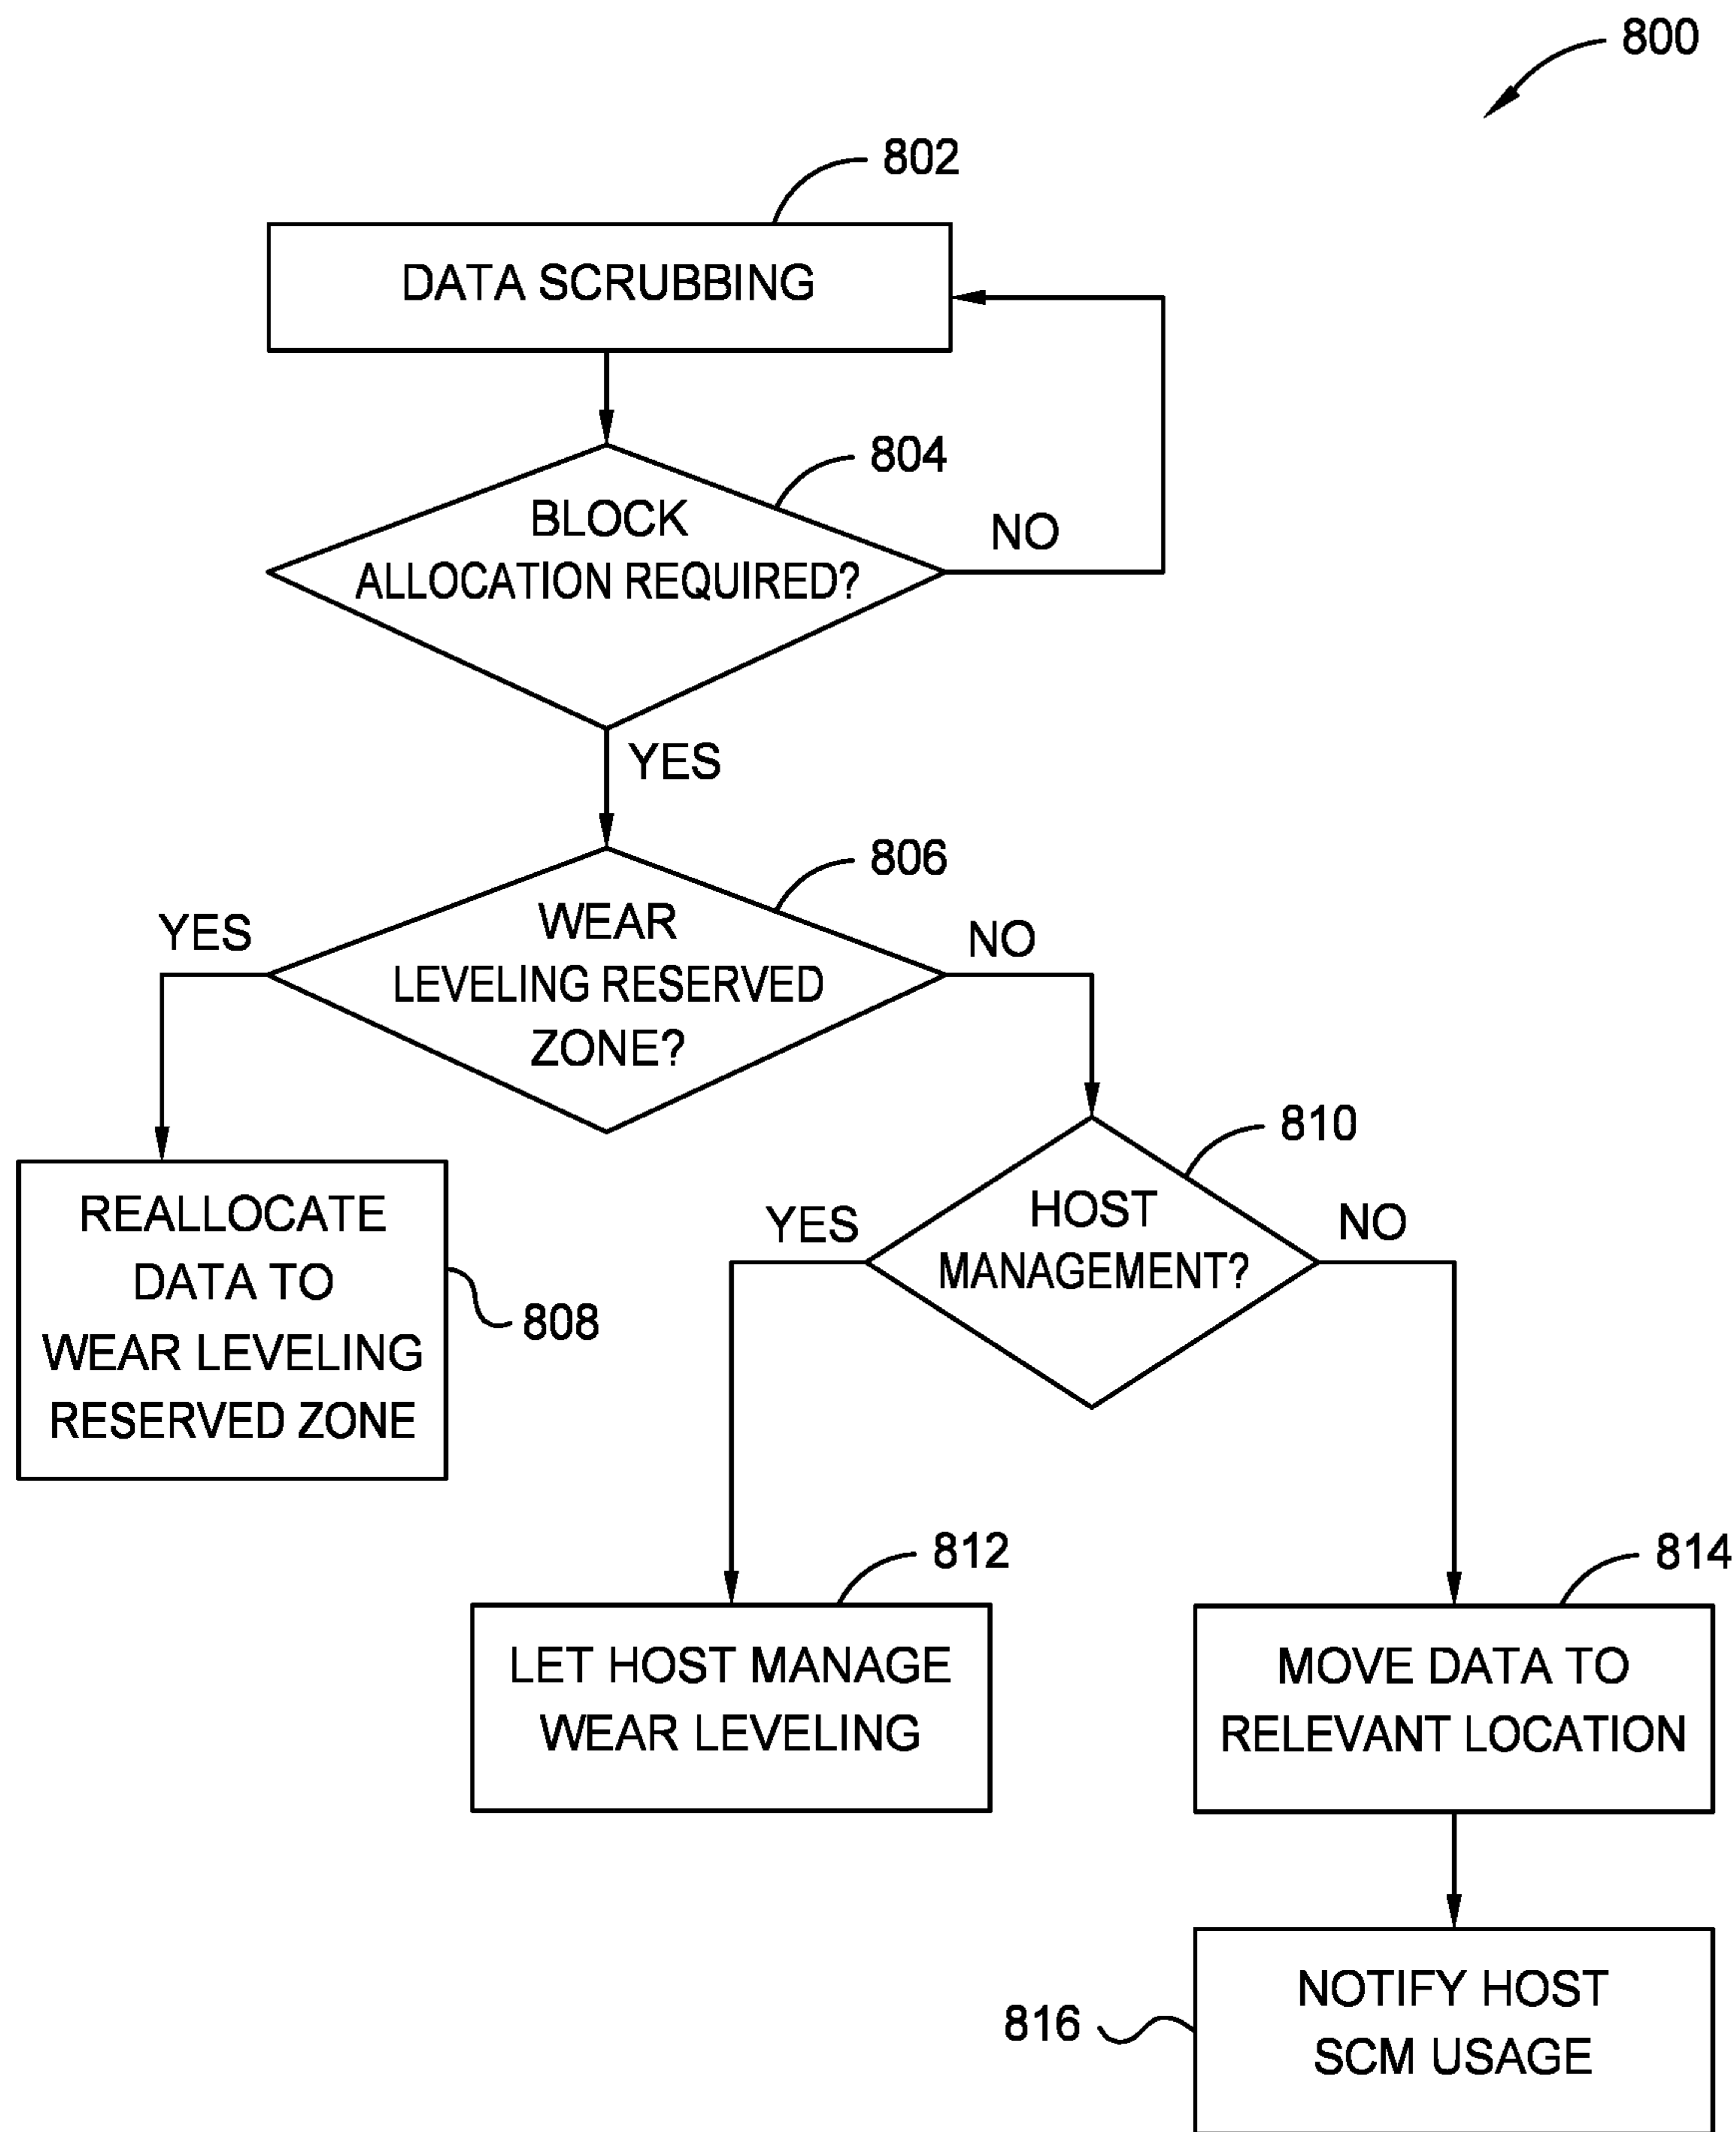 800
802
DATA SCRUBBING
804
BLOCK
ALLOCATION REQUIRED?
NO
YES
806
WEAR
LEVELING RESERVED
ZONE?
YES
NO
REALLOCATE
DATA TO
WEAR LEVELING
RESERVED ZONE
808
810
HOST
MANAGEMENT?
YES
NO
812
LET HOST MANAGE
WEAR LEVELING
814
MOVE DATA TO
RELEVANT LOCATION
816
NOTIFY HOST
SCM USAGE